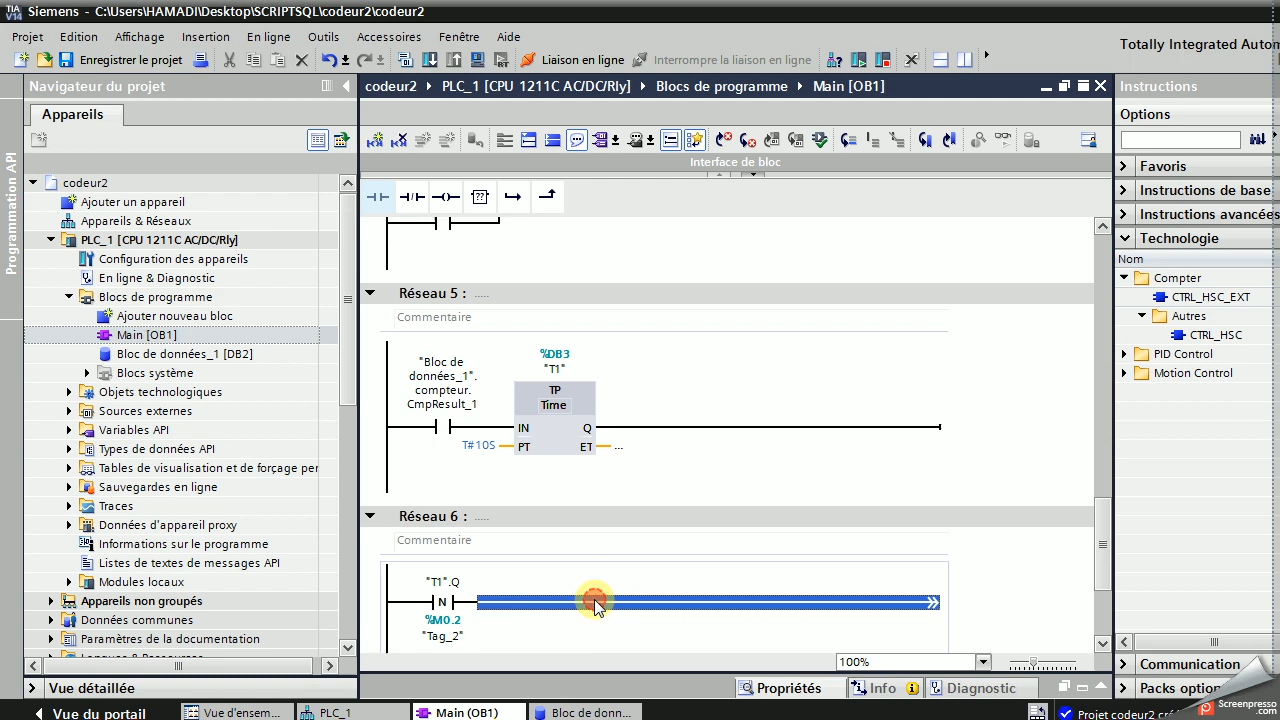 TIA V14 Siemens - C:\Users\HAMADI\Desktop\SCRIPTSQL\codeur2\codeur2
Projet Edition Affichage Insertion En ligne Outils Accessoires Fenêtre Aide
Totally Integrated Autom
Enregistrer le projet Liaison en ligne Interrompre la liaison en ligne
Navigateur du projet
Appareils
Programmation API
codeur2
Ajouter un appareil
Appareils & Réseaux
PLC_1 [CPU 1211C AC/DC/Rly]
Configuration des appareils
En ligne & Diagnostic
Blocs de programme
Ajouter nouveau bloc
Main [OB1]
Bloc de données_1 [DB2]
Blocs système
Objets technologiques
Sources externes
Variables API
Types de données API
Tables de visualisation et de forçage per
Sauvegardes en ligne
Traces
Données d'appareil proxy
Informations sur le programme
Listes de textes de messages API
Modules locaux
Appareils non groupés
Données communes
Paramètres de la documentation
Langues & Ressources
Vue détaillée
codeur2 PLC_1 [CPU 1211C AC/DC/Rly] Blocs de programme Main [OB1]
Interface de bloc
??
Réseau 5 : .....
Commentaire
"Bloc de
données_1".
compteur.
CmpResult_1
%DB3
"T1"
TP
Time
IN Q
T#10S PT ET ...
Réseau 6 : .....
Commentaire
"T1".Q
N
%M0.2
"Tag_2"
100%
Propriétés Info Diagnostic
Instructions
Options
Favoris
Instructions de base
Instructions avancées
Technologie
Nom
Compter
CTRL_HSC_EXT
Autres
CTRL_HSC
PID Control
Motion Control
Communication
Packs option
Vue du portail Vue d'ensem... PLC_1 Main (OB1) Bloc de donn...
Projet codeur2 cré
Screenpresso
.com